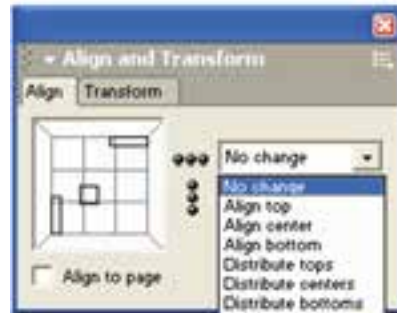 Align and Transform
Align Transform
No change
No change
Align top
Align center
Align bottom
Distribute tops
Distribute centers
Distribute bottoms
Align to page